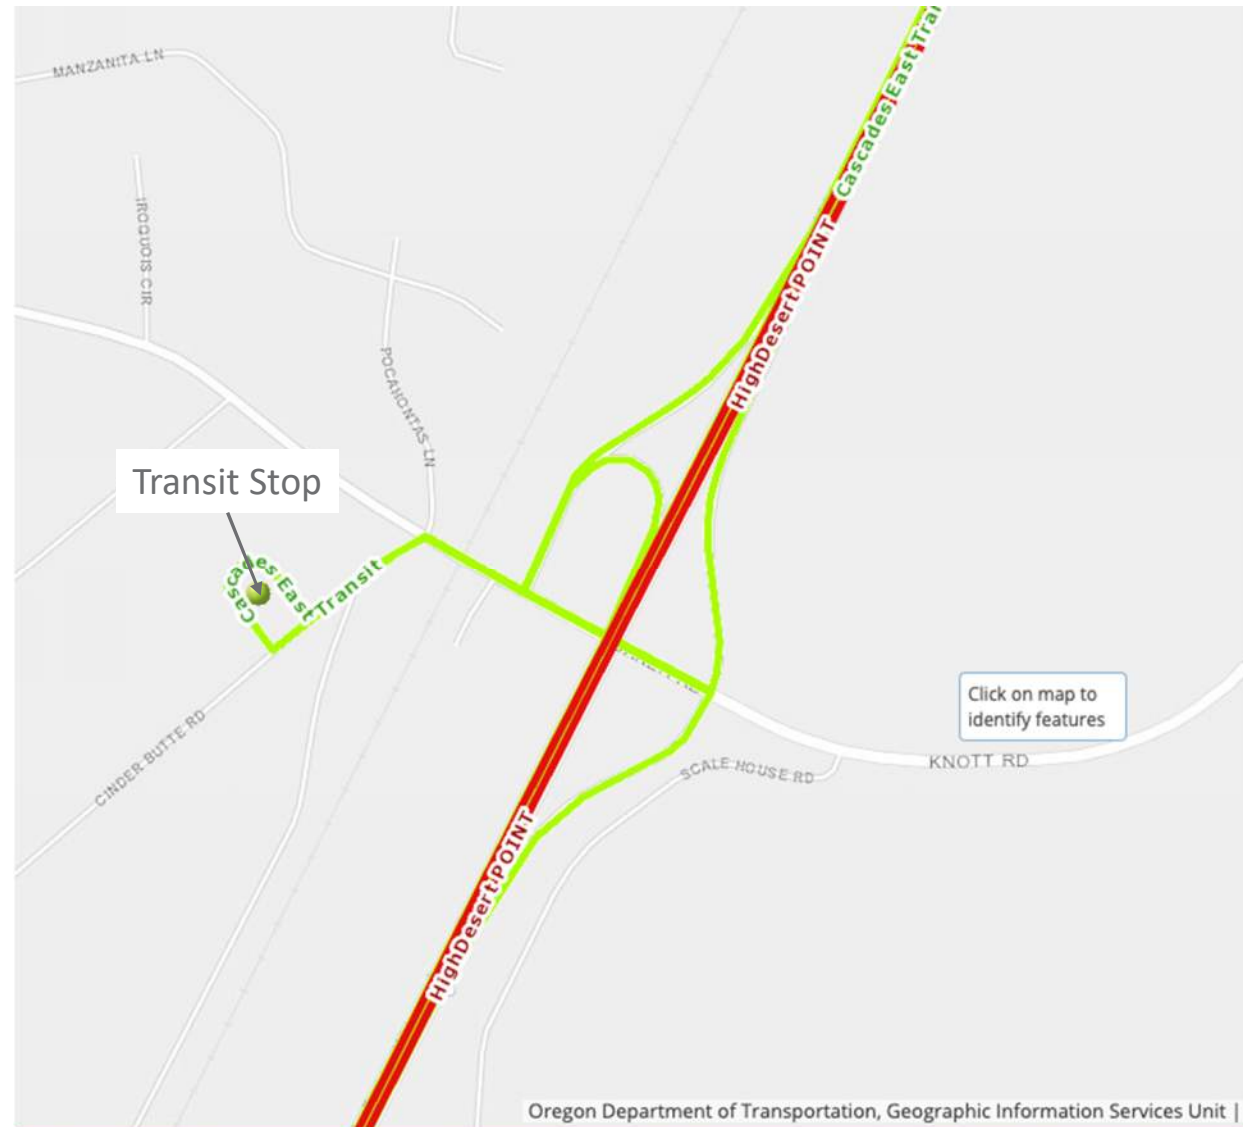 MANZANITA LN
Cascades East Tra
IROQUOIS CIR
HighDesert POINT
POCAHONTAS LN
Transit Stop
Cascades East Transit
Click on map to
identify features
CINDER BUTTE RD
SCALE HOUSE RD
KNOTT RD
HighDesert POINT
Oregon Department of Transportation, Geographic Information Services Unit |